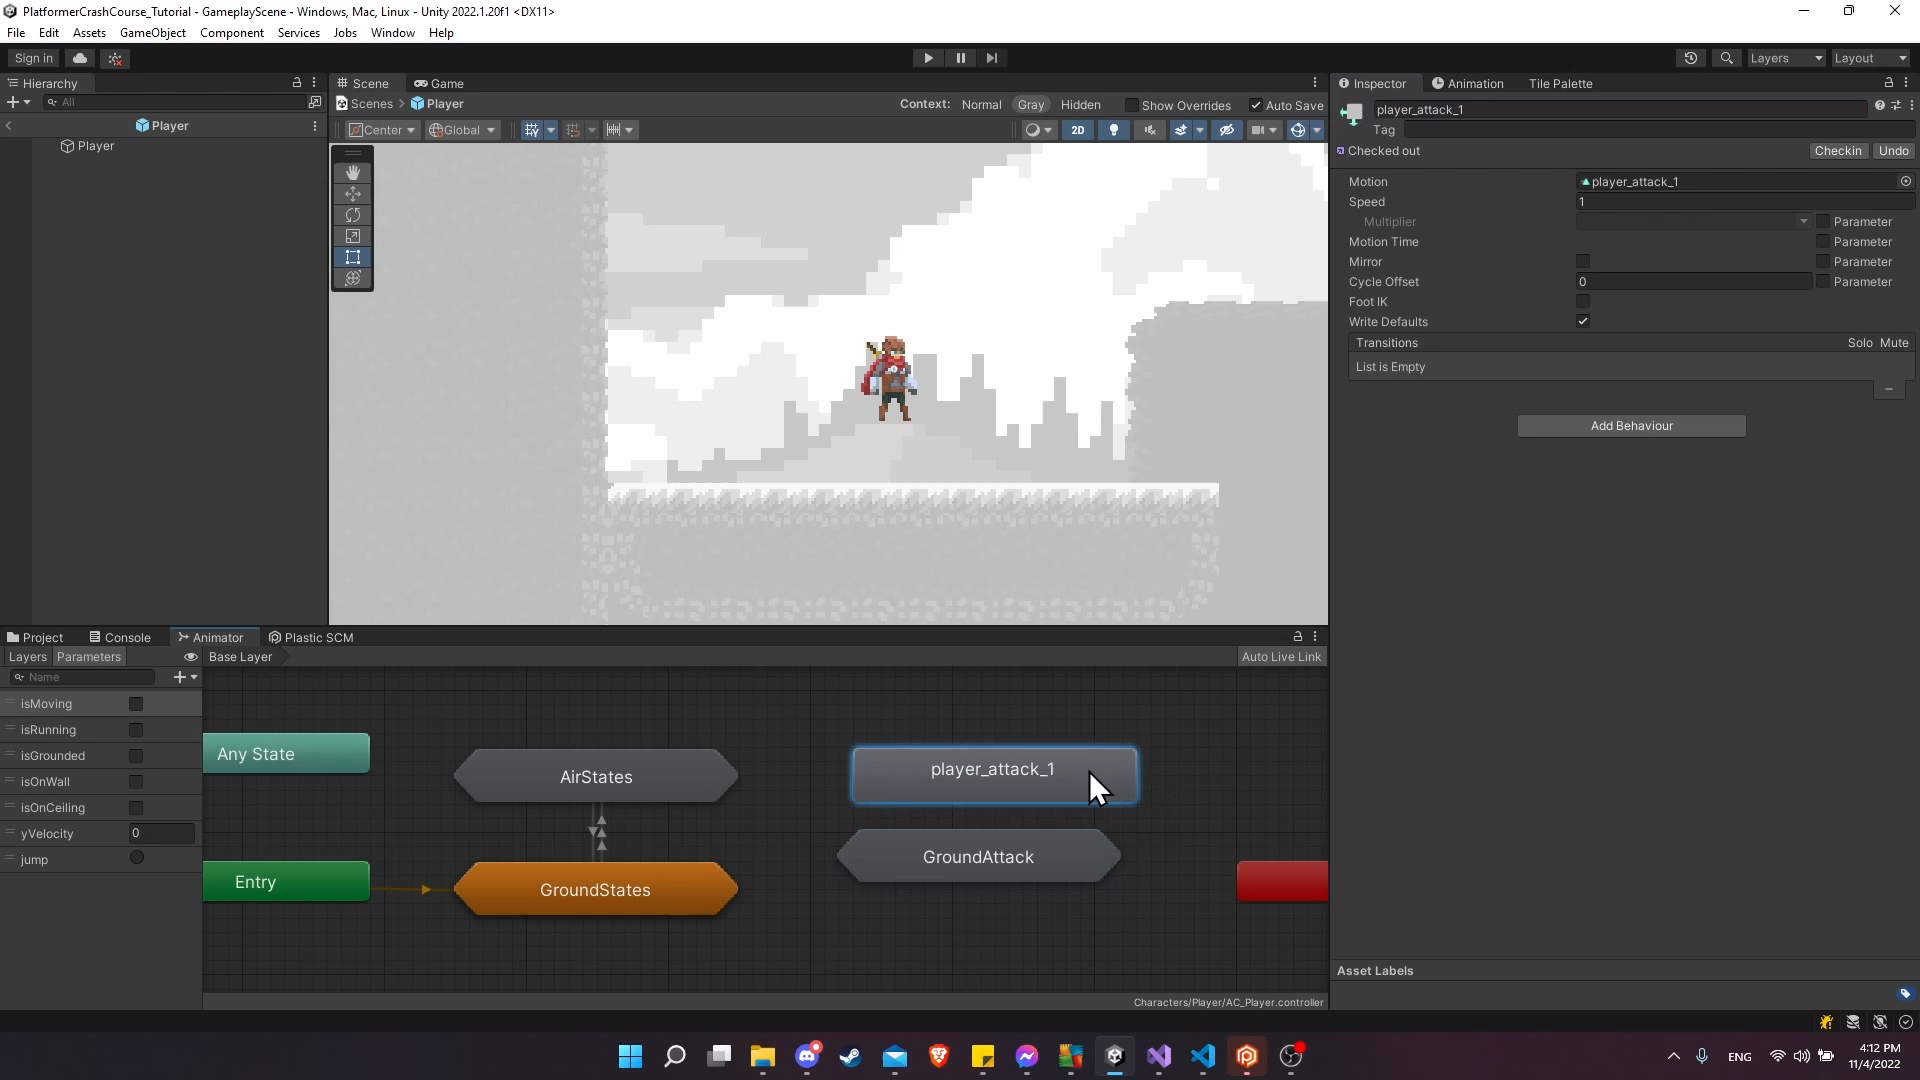 PlatformerCrashCourse_Tutorial - GameplayScene - Windows, Mac, Linux - Unity 2022.1.20f1 <DX11>
File Edit Assets GameObject Component Services Jobs Window Help
Sign in
Layers
Layout
Hierarchy
All
Player
Player
Scene
Game
Scenes
Player
Context: Normal Gray Hidden
Show Overrides
Auto Save
Center
Global
2D
Inspector
Animation
Tile Palette
player_attack_1
Tag
Checked out
Checkin
Undo
Motion
player_attack_1
Speed
1
Multiplier
Parameter
Motion Time
Parameter
Mirror
Parameter
Cycle Offset
0
Parameter
Foot IK
Write Defaults
Transitions
Solo Mute
List is Empty
Add Behaviour
Asset Labels
Project
Console
Animator
Plastic SCM
Layers
Parameters
Base Layer
Auto Live Link
Name
isMoving
isRunning
isGrounded
isOnWall
isOnCeiling
yVelocity
0
jump
Any State
Entry
AirStates
GroundStates
player_attack_1
GroundAttack
Characters/Player/AC_Player.controller
ENG
4:12 PM
11/4/2022